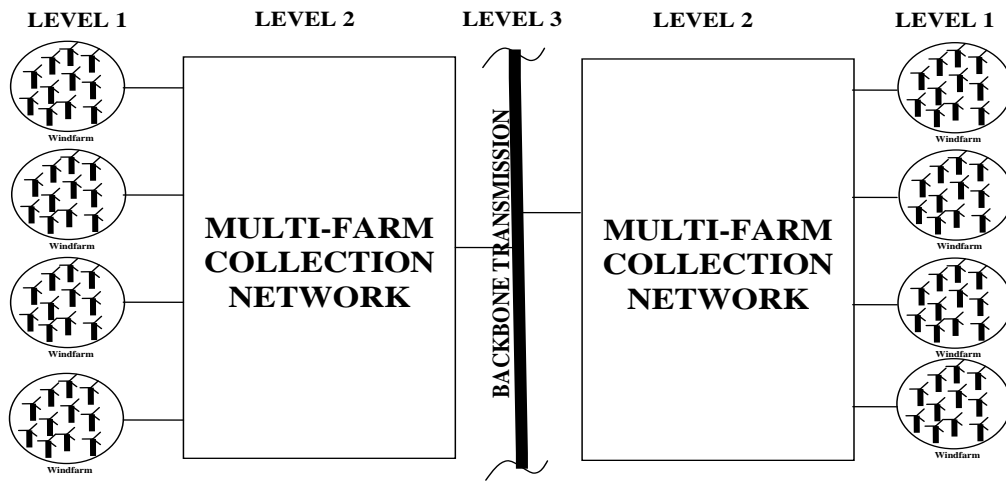 LEVEL 1
LEVEL 2
LEVEL 3
LEVEL 2
LEVEL 1
Windfarm
Windfarm
Windfarm
Windfarm
MULTI-FARM
COLLECTION
NETWORK
BACKBONE TRANSMISSION
MULTI-FARM
COLLECTION
NETWORK
Windfarm
Windfarm
Windfarm
Windfarm